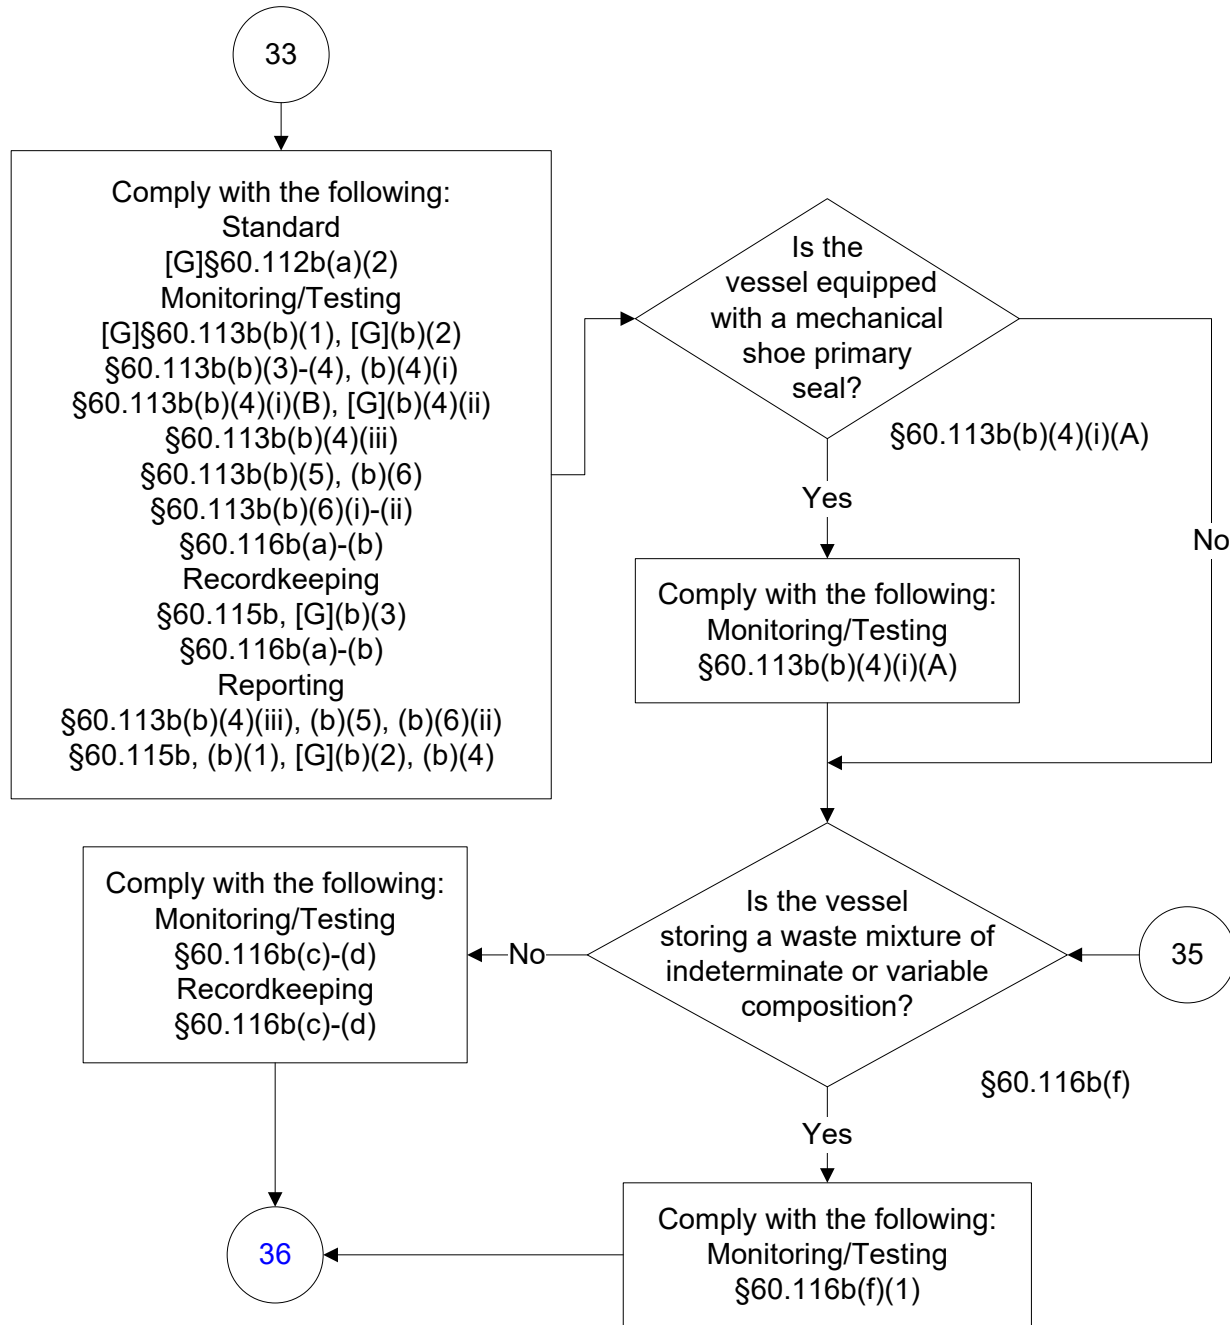 33
Comply with the following:
Standard
[G]§60.112b(a)(2)
Monitoring/Testing
[G]§60.113b(b)(1), [G](b)(2)
§60.113b(b)(3)-(4), (b)(4)(i)
§60.113b(b)(4)(i)(B), [G](b)(4)(ii)
§60.113b(b)(4)(iii)
§60.113b(b)(5), (b)(6)
§60.113b(b)(6)(i)-(ii)
§60.116b(a)-(b)
Recordkeeping
§60.115b, [G](b)(3)
§60.116b(a)-(b)
Reporting
§60.113b(b)(4)(iii), (b)(5), (b)(6)(ii)
§60.115b, (b)(1), [G](b)(2), (b)(4)
Is the
vessel equipped
with a mechanical
shoe primary
seal?
§60.113b(b)(4)(i)(A)
Yes
No
Comply with the following:
Monitoring/Testing
§60.113b(b)(4)(i)(A)
Is the vessel
storing a waste mixture of
indeterminate or variable
composition?
35
§60.116b(f)
No
Comply with the following:
Monitoring/Testing
§60.116b(c)-(d)
Recordkeeping
§60.116b(c)-(d)
Yes
Comply with the following:
Monitoring/Testing
§60.116b(f)(1)
36